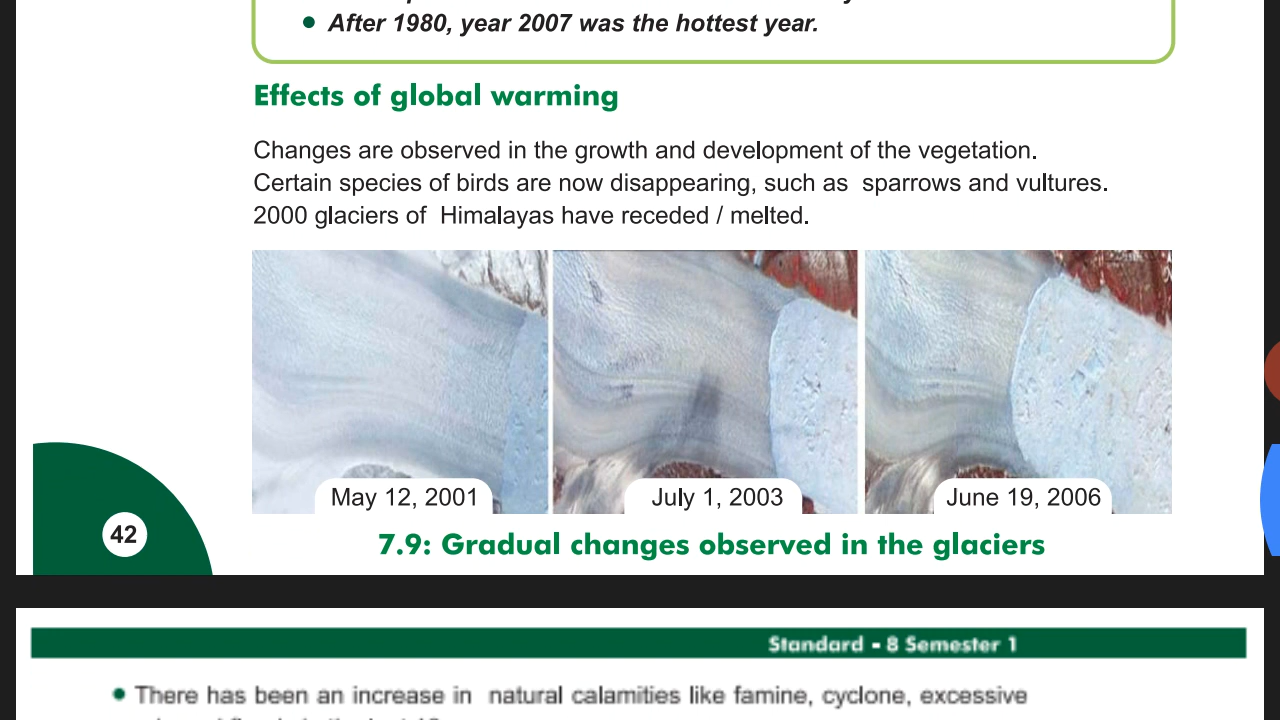 After 1980, year 2007 was the hottest year.
Effects of global warming
Changes are observed in the growth and development of the vegetation.
Certain species of birds are now disappearing, such as sparrows and vultures.
2000 glaciers of Himalayas have receded / melted.
May 12, 2001
July 1, 2003
June 19, 2006
42
7.9: Gradual changes observed in the glaciers
Standard - 8 Semester 1
There has been an increase in natural calamities like famine, cyclone, excessive